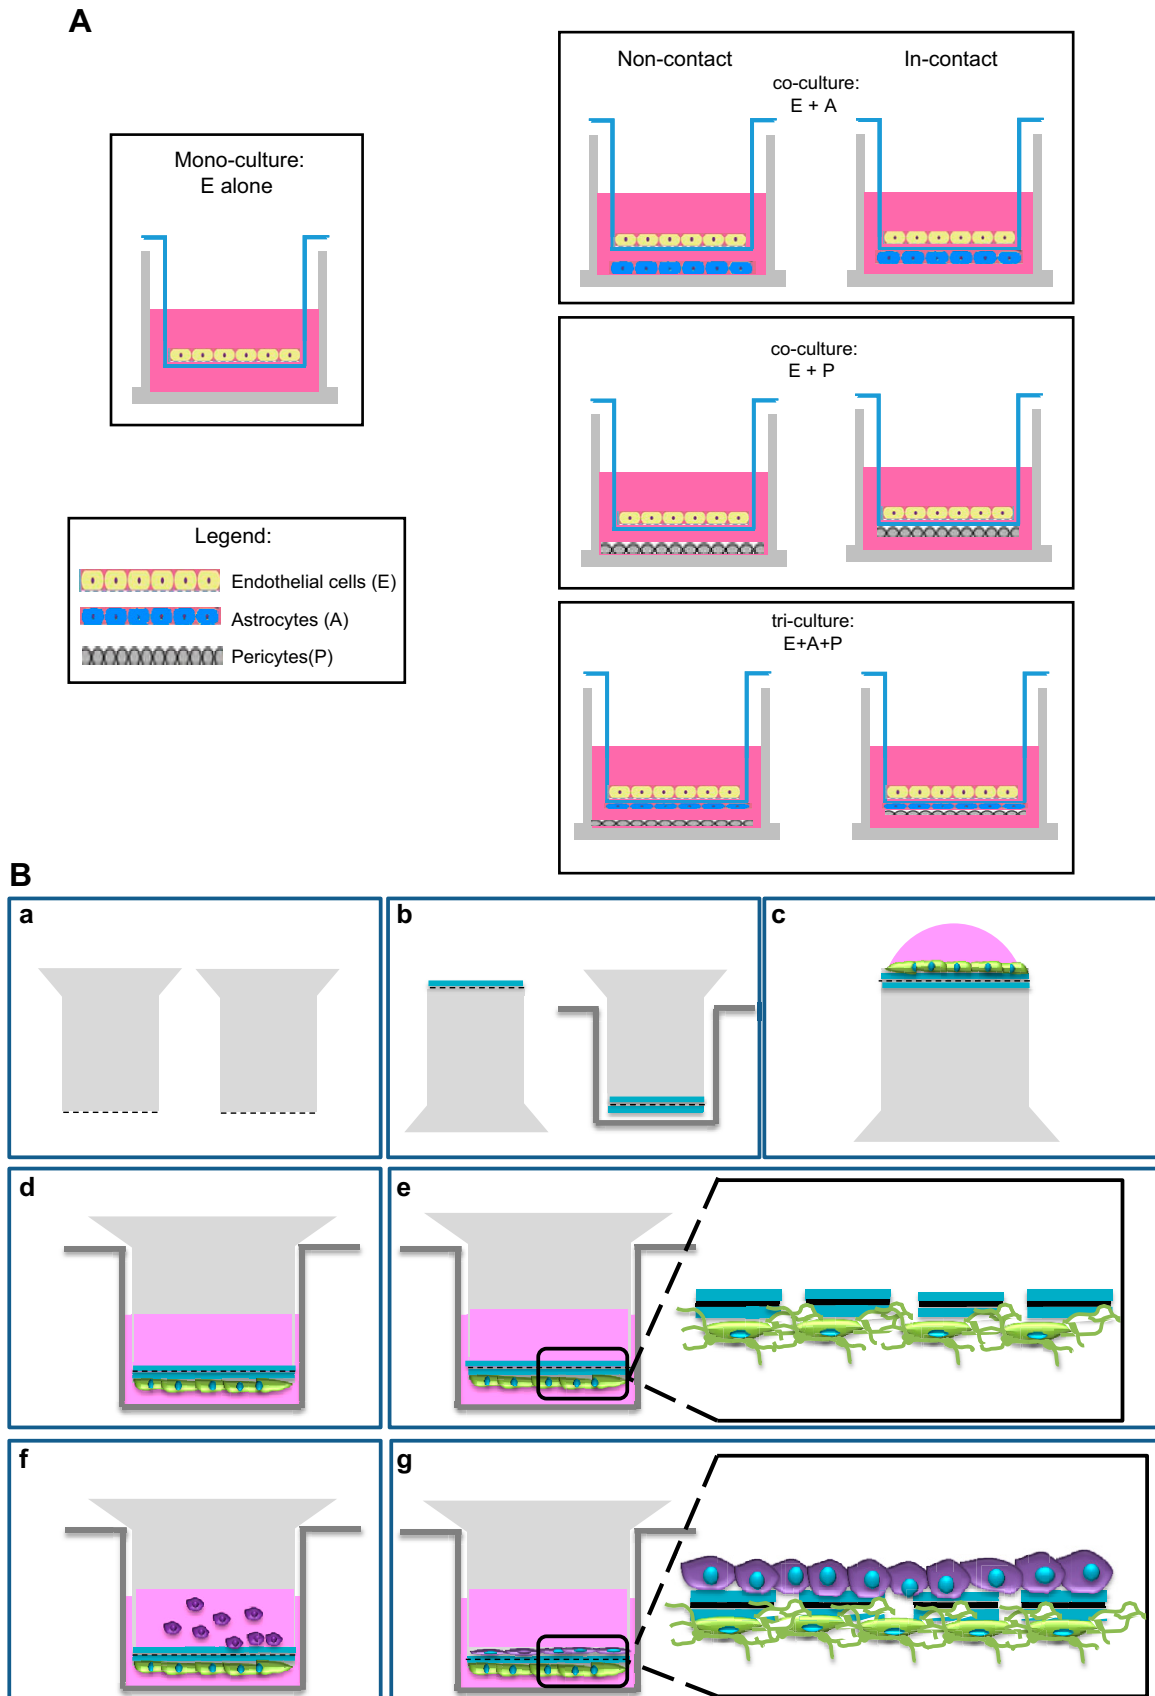 A
Mono-culture:
E alone
Non-contact
In-contact
co-culture:
E + A
co-culture:
E + P
tri-culture:
E+A+P
Legend:
Endothelial cells (E)
Astrocytes (A)
Pericytes(P)
B
a
b
c
d
e
f
g